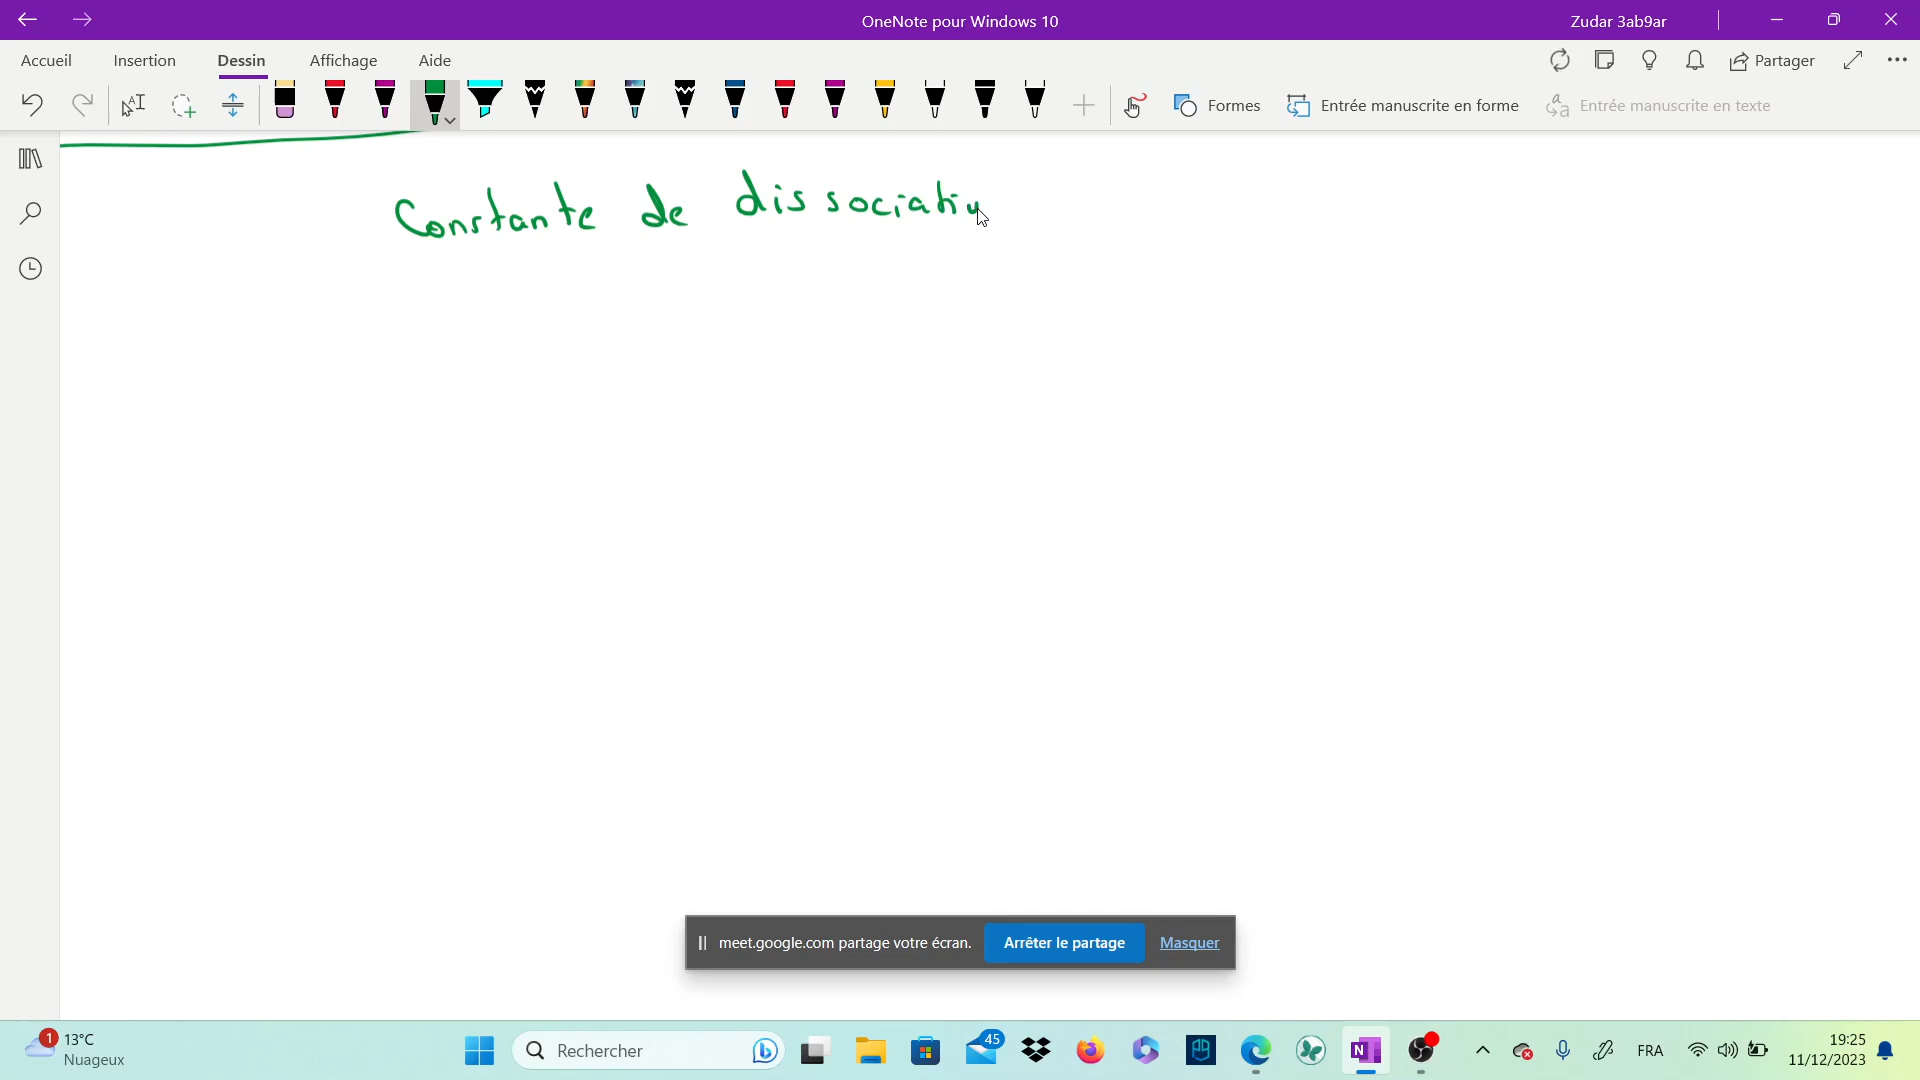 OneNote pour Windows 10
Zudar 3ab9ar
Accueil Insertion Dessin Affichage Aide
Partager
Formes Entrée manuscrite en forme Entrée manuscrite en texte
Constante de dissociatiu
meet.google.com partage votre écran. Arrêter le partage Masquer
1 13°C
Nuageux
Rechercher
45
FRA
19:25
11/12/2023